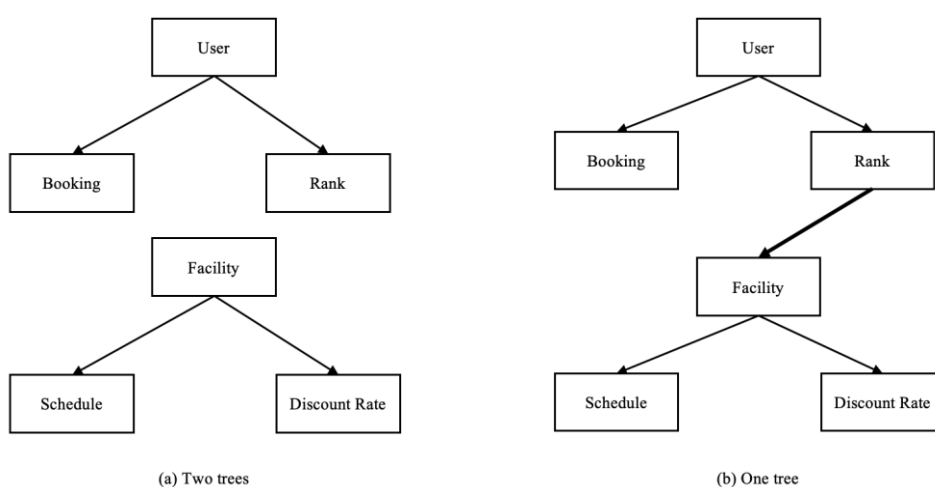 User
Booking
Rank
Facility
Schedule
Discount Rate
(a) Two trees
User
Booking
Rank
Facility
Schedule
Discount Rate
(b) One tree